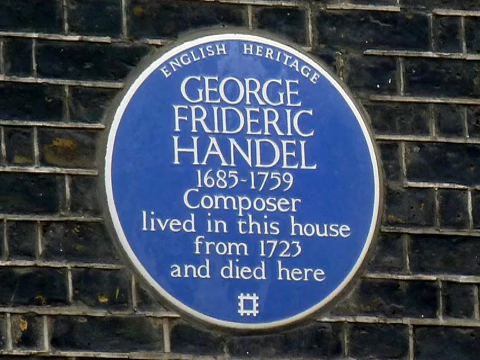 ENGLISH HERITAGE
GEORGE
FRIDERIC
HANDEL
1685-1759
Composer
lived in this house
from 1723
and died here